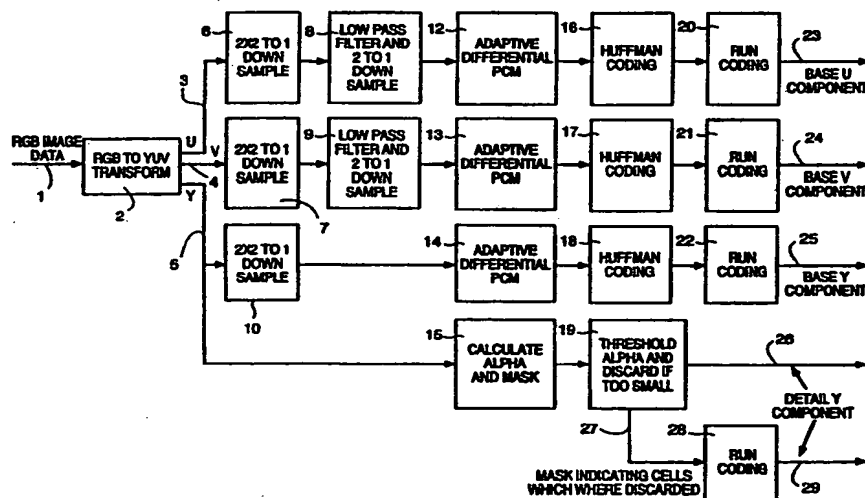 6
2X2 TO 1
DOWN
SAMPLE
8
LOW PASS
FILTER AND
2 TO 1
DOWN
SAMPLE
12
ADAPTIVE
DIFFERENTIAL
PCM
16
HUFFMAN
CODING
20
RUN
CODING
23
BASE U
COMPONENT
3
RGB IMAGE
DATA
1
RGB TO YUV
TRANSFORM
2
U
V
Y
4
5
2X2 TO 1
DOWN
SAMPLE
7
9
LOW PASS
FILTER AND
2 TO 1
DOWN
SAMPLE
13
ADAPTIVE
DIFFERENTIAL
PCM
17
HUFFMAN
CODING
21
RUN
CODING
24
BASE V
COMPONENT
2X2 TO 1
DOWN
SAMPLE
10
14
ADAPTIVE
DIFFERENTIAL
PCM
18
HUFFMAN
CODING
22
RUN
CODING
25
BASE Y
COMPONENT
15
CALCULATE
ALPHA
AND MASK
19
THRESHOLD
ALPHA AND
DISCARD IF
TOO SMALL
26
DETAIL Y
COMPONENT
27
MASK INDICATING CELLS
WHICH WHERE DISCARDED
28
RUN
CODING
29